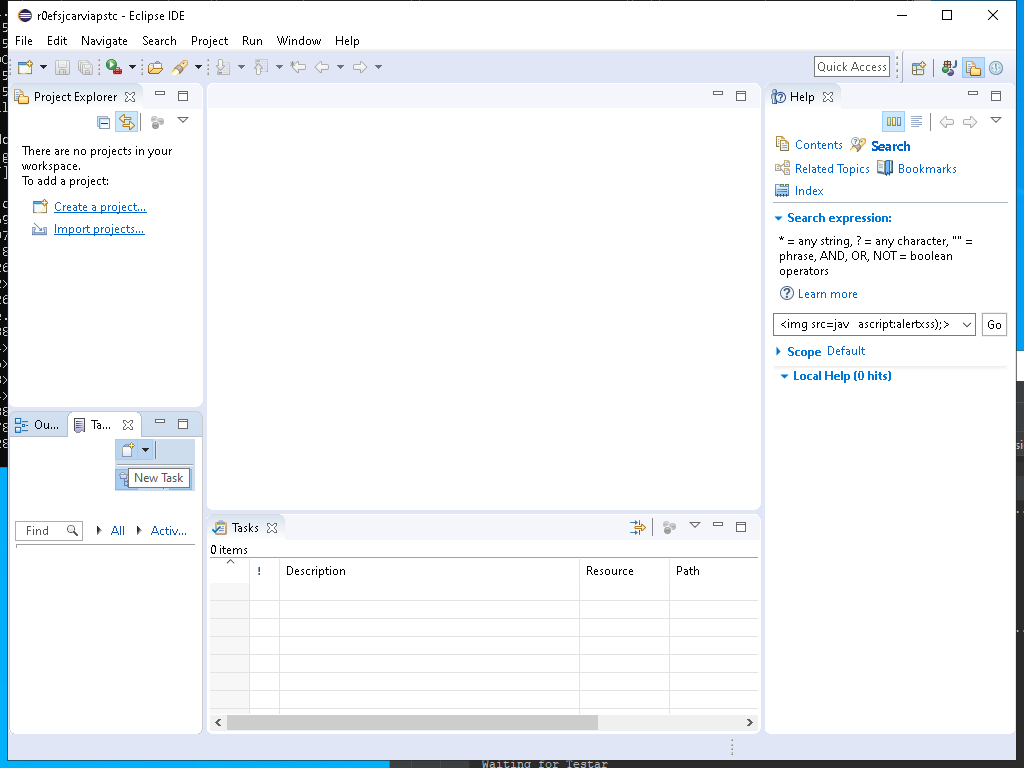 r0efsjcarviapstc - Eclipse IDE
File Edit Navigate Search Project Run Window Help
Quick Access
Project Explorer
There are no projects in your
workspace.
To add a project:
Create a project...
Import projects...
Ou...
Ta...
New Task
Find
All
Activ...
Tasks
0 items
! Description Resource Path
Help
Contents
Search
Related Topics
Bookmarks
Index
Search expression:
* = any string, ? = any character, "" =
phrase, AND, OR, NOT = boolean
operators
Learn more
<img src=jav ascript:alertxss);>
Go
Scope Default
Local Help (0 hits)
Waiting for Testar